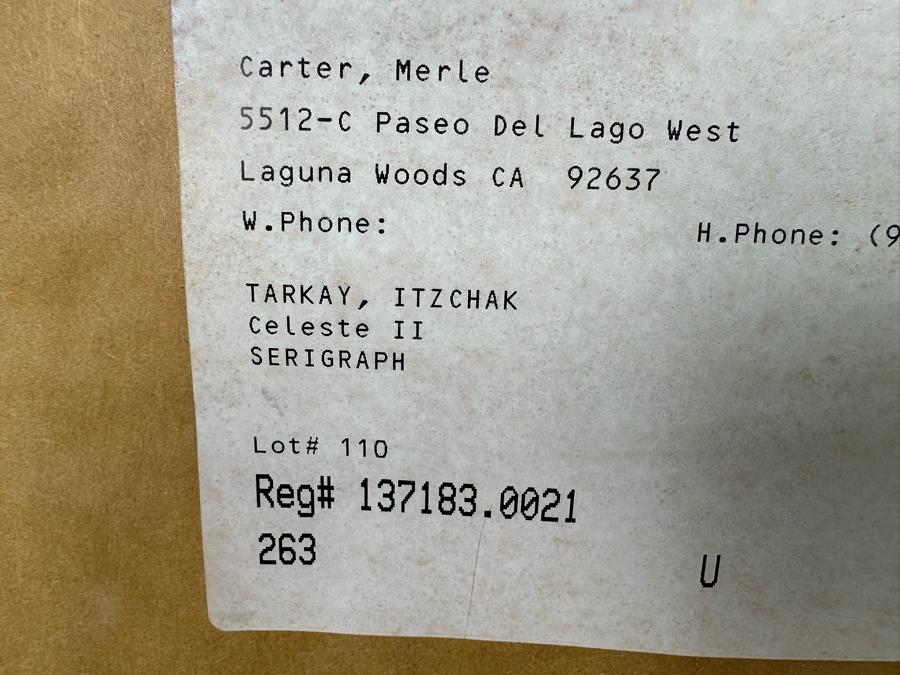 Carter, Merle
5512-C Paseo Del Lago West
Laguna Woods CA 92637
W.Phone: H.Phone: (9
TARKAY, ITZCHAK
Celeste II
SERIGRAPH
Lot# 110
Reg# 137183.0021
263 U